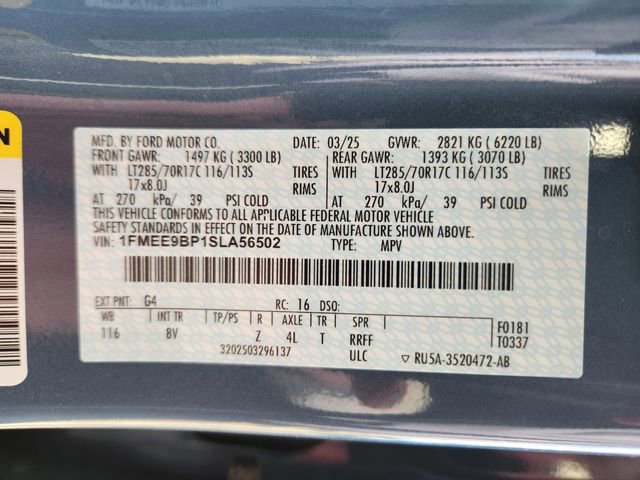 MFD. BY FORD MOTOR CO. 03/25 GVWR: 2821 KG (6220 LB)
FRONT GAWR: 1497 KG (3300 LB) REAR GAWR: 1393 KG (3070 LB)
WITH LT285/70R17C 116/113S TIRES WITH LT285/70R17C 116/113S TIRES
17x8.0J RIMS 17x8.0J RIMS
AT 270 kPa/ 39 PSI COLD AT 270 kPa/ 39 PSI COLD
THIS VEHICLE CONFORMS TO ALL APPLICABLE FEDERAL MOTOR VEHICLE
SAFETY STANDARDS IN EFFECT ON THE DATE OF MANUFACTURE SHOWN ABOVE.
VIN: 1FMEE9BP1SLA56502 TYPE: MPV
EXT PNT: G4 RC: 16 DSO:
WB INT TR TP/PS R AXLE TR SPR F0181
116 8V Z 4L T RRFF T0337
3202503296137 ULC RU5A-3520472-AB
N